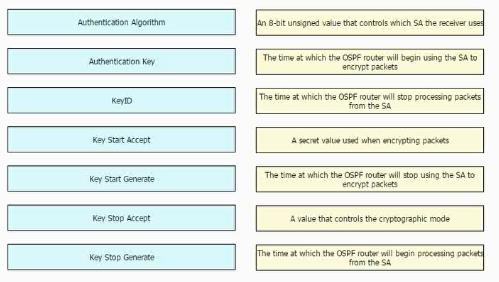 Authentication Algorithm
An 8-bit unsigned value that controls which SA the receiver uses
Authentication Key
The time at which the OSPF router will begin using the SA to
encrypt packets
KeyID
The time at which the OSPF router will stop processing packets
from the SA
Key Start Accept
A secret value used when encrypting packets
Key Start Generate
The time at which the OSPF router will stop using the SA to
encrypt packets
Key Stop Accept
A value that controls the cryptographic mode
Key Stop Generate
The time at which the OSPF router will begin processing packets
from the SA